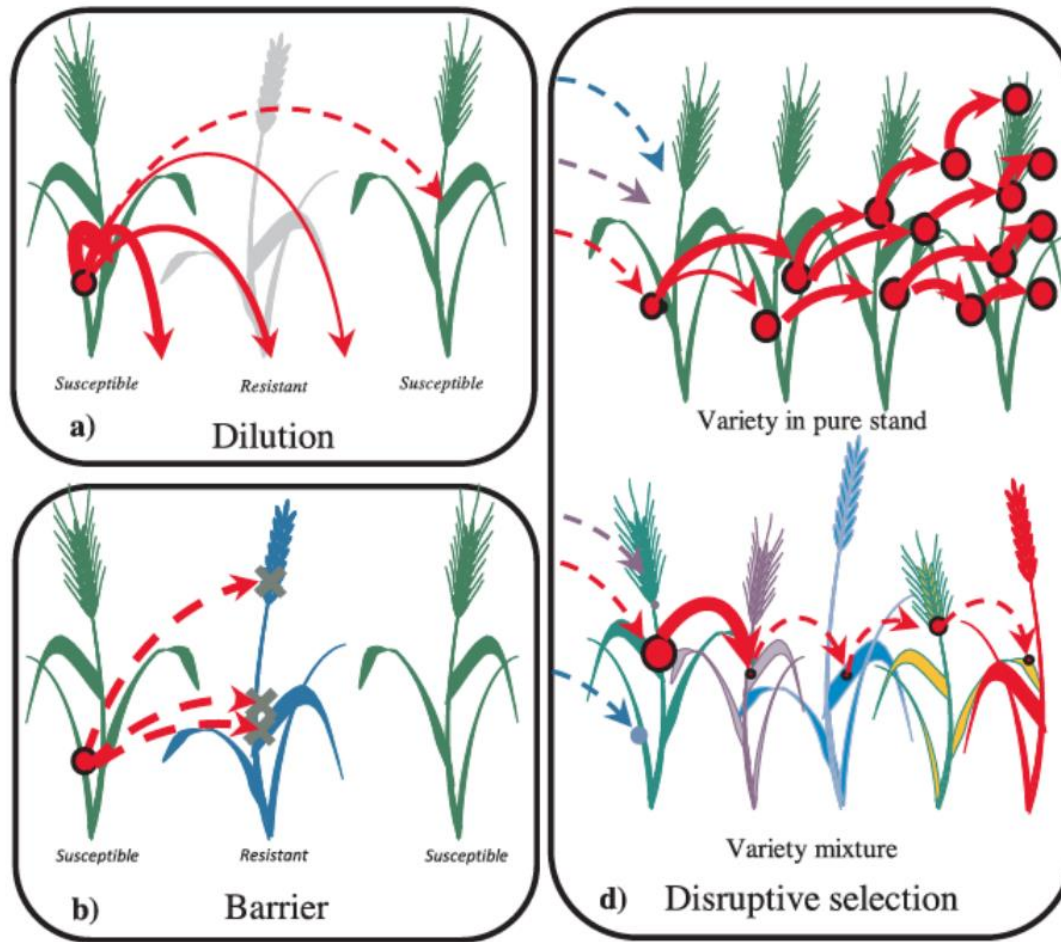 Susceptible
Resistant
Susceptible
a)
Dilution
Susceptible
Resistant
Susceptible
b)
Barrier
Variety in pure stand
Variety mixture
d)
Disruptive selection